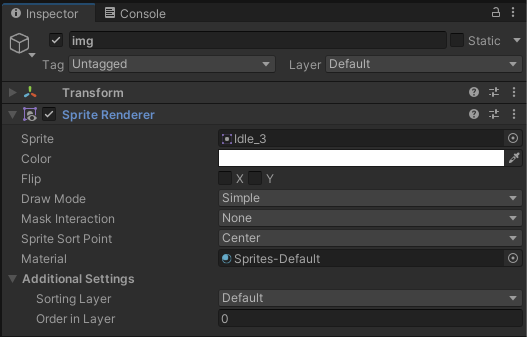 Inspector Console
img Static
Tag Untagged Layer Default
Transform
Sprite Renderer
Sprite Idle_3
Color
Flip X Y
Draw Mode Simple
Mask Interaction None
Sprite Sort Point Center
Material Sprites-Default
Additional Settings
Sorting Layer Default
Order in Layer 0